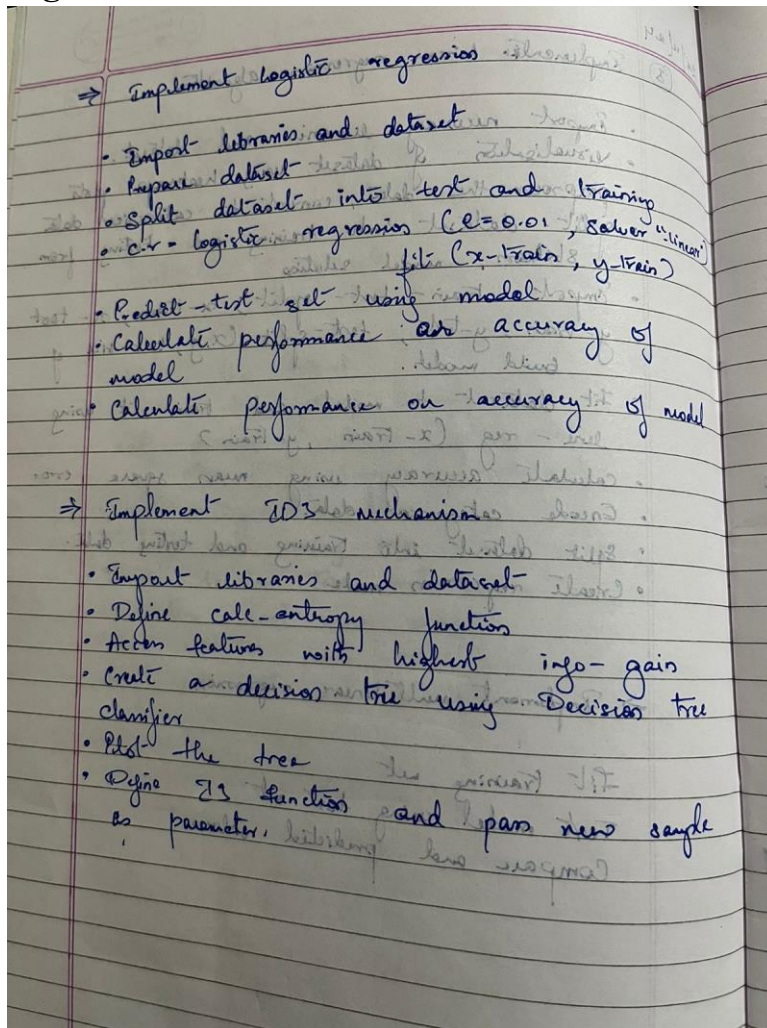 ⇒ Implement Logistic regression
• Import libraries and dataset
• Prepare dataset
• Split dataset into test and training
• c.r = logistic regression (C=0.01, solver "linear")
fit (x-train, y-train)
• Predict - test set using model
• Calculate performance on accuracy of
model
• Calculate performance on accuracy of model
⇒ Implement ID3 mechanism
• Import libraries and dataset
• Define calc-entropy function
• Access features with highest info-gain
• Create a decision tree using Decision tree
classifier
• Plot the tree
• Define function and pass new sample
as parameter.